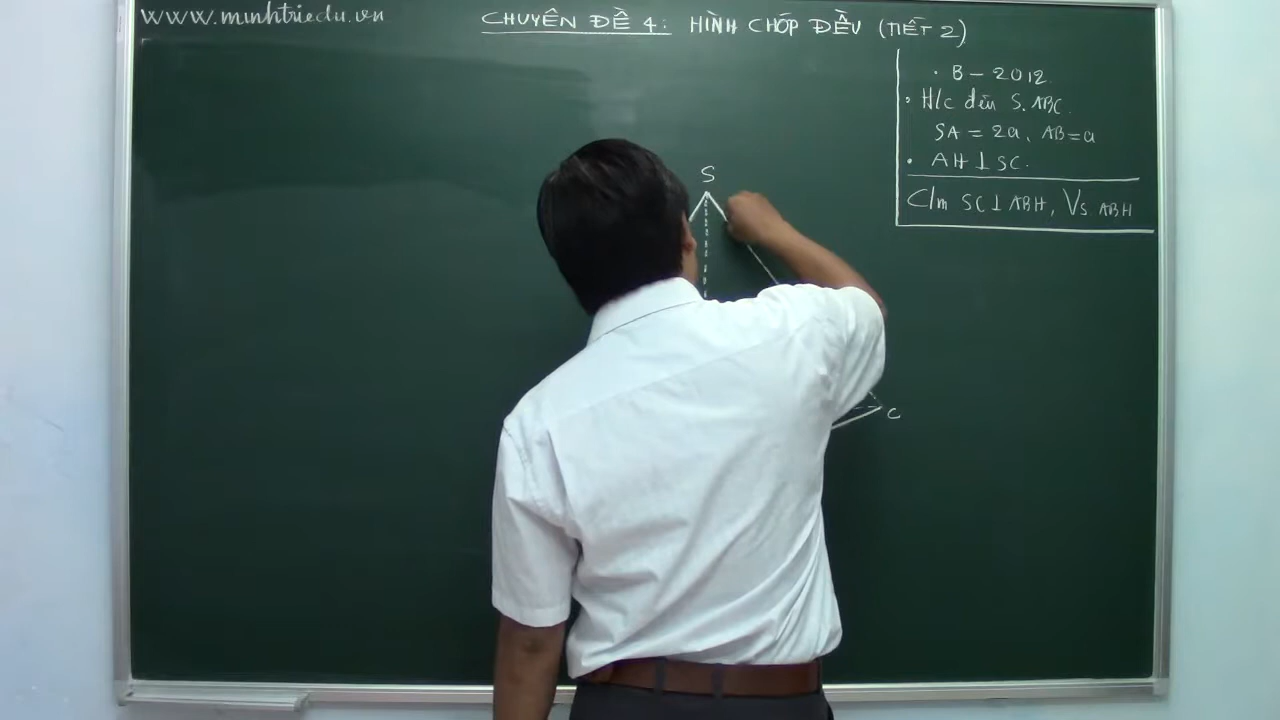 www.minhtriedu.vn
CHUYÊN ĐỀ 4: HÌNH CHÓP ĐỀU (TIẾT 2)
• B - 2012
• H/c đều S.ABC.
SA = 2a, AB = a
• AH ⊥ SC.
C/m SC ⊥ ABH, Vs ABH
S
C